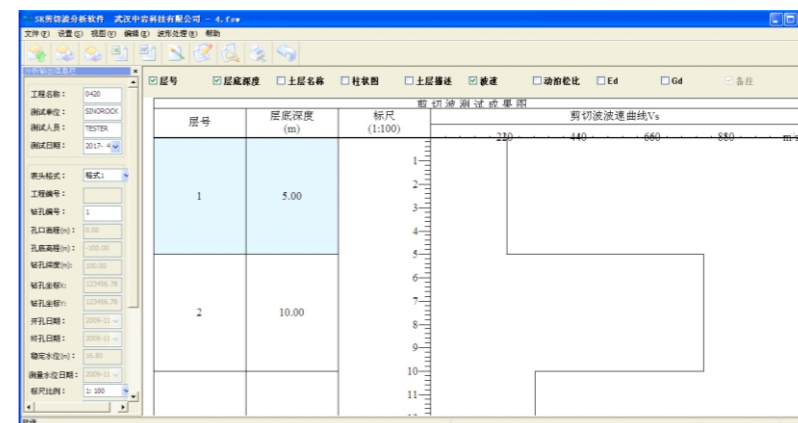 SK剪切波分析软件 武汉中岩科技有限公司 - 4.fsw
文件(F) 设置(S) 视图(V) 编辑(E) 波形处理(R) 帮助
层号 层底深度 土层名称 柱状图 土层描述 波速 动泊松比 Ed Gd 备注
剪切波测试成果图
层号 层底深度 (m) 标尺 (1:100) 剪切波波速曲线Vs
220 440 660 880 m/s
工程名称: 0420
测试单位: SINOROCK
测试人员: TESTER
测试日期: 2017- 4
表头格式: 格式1
工程编号:
钻孔编号: 1
孔口高程(m): 0.00
孔底高程(m): -100.00
钻孔深度(m): 100.00
钻孔坐标X: 123456.78
钻孔坐标Y: 123456.78
开孔日期: 2009-11
终孔日期: 2009-11
稳定水位(m): 16.80
测量水位日期: 2009-11
标尺比例: 1: 100
1 5.00
2 10.00
1
2
3
4
5
6
7
8
9
10
11